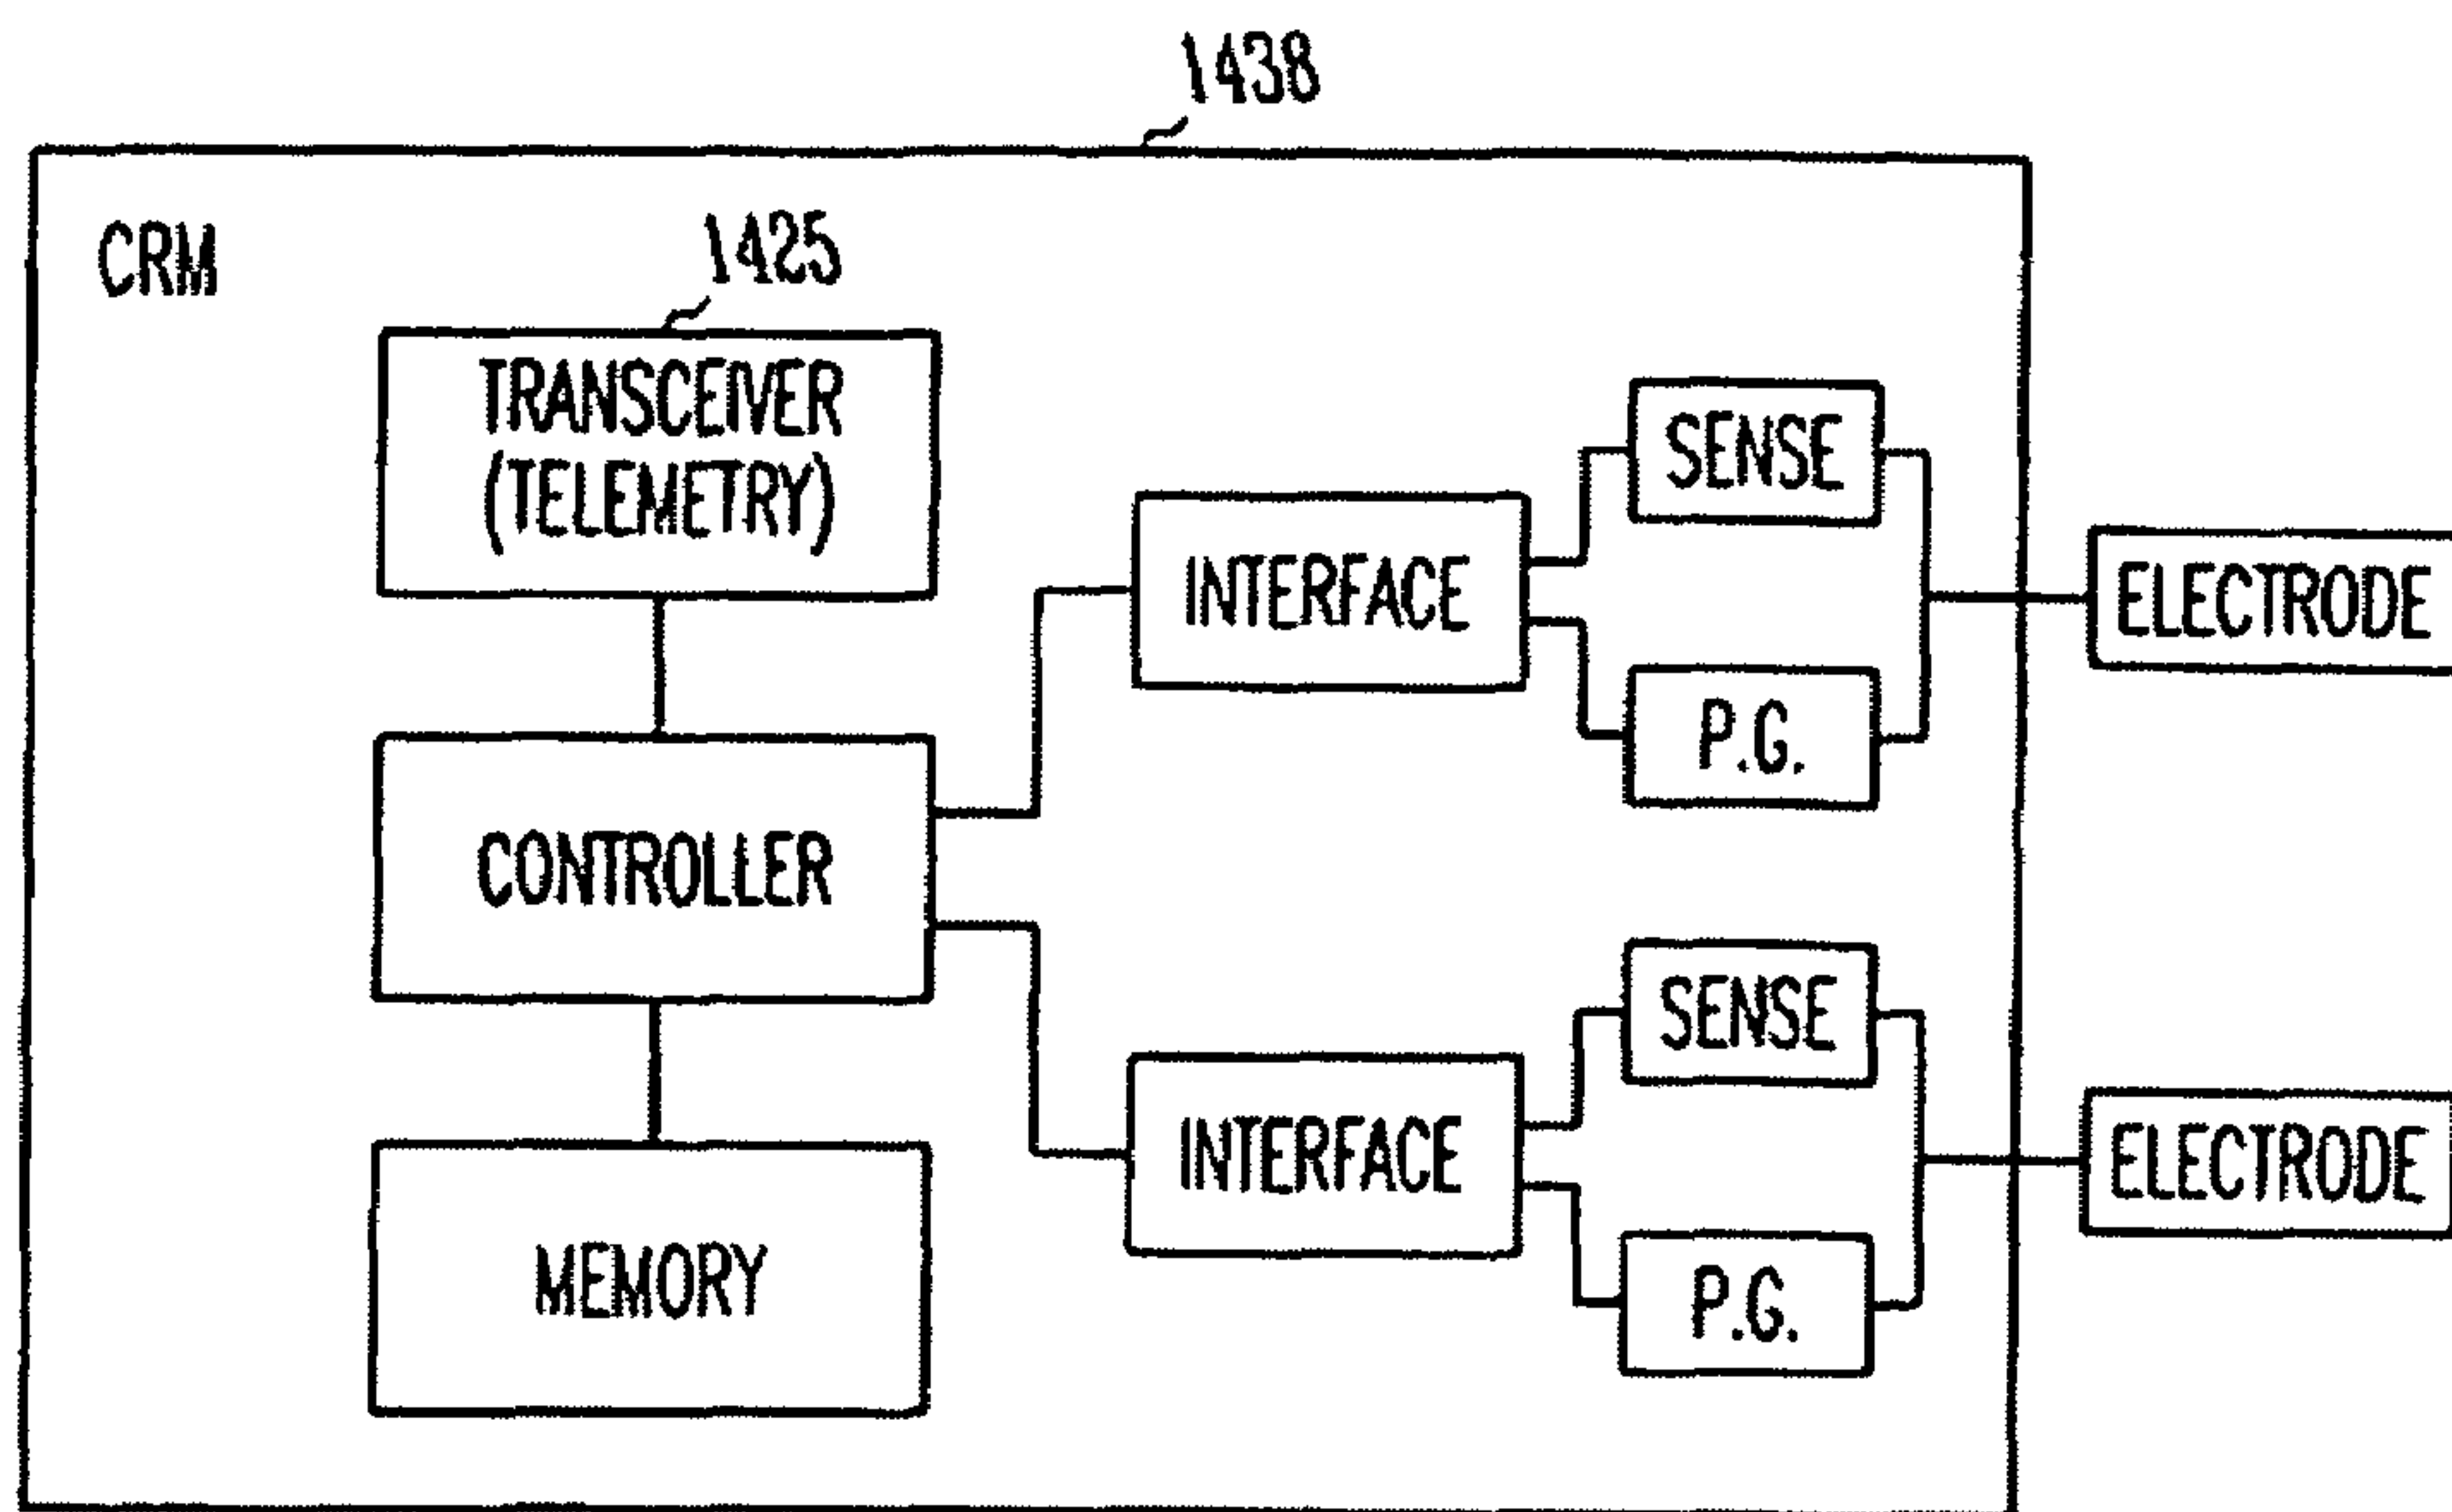 1438
CRM
1425
TRANSCEIVER
(TELEMETRY)
SENSE
INTERFACE
ELECTRODE
P.G.
CONTROLLER
SENSE
INTERFACE
ELECTRODE
MEMORY
P.G.